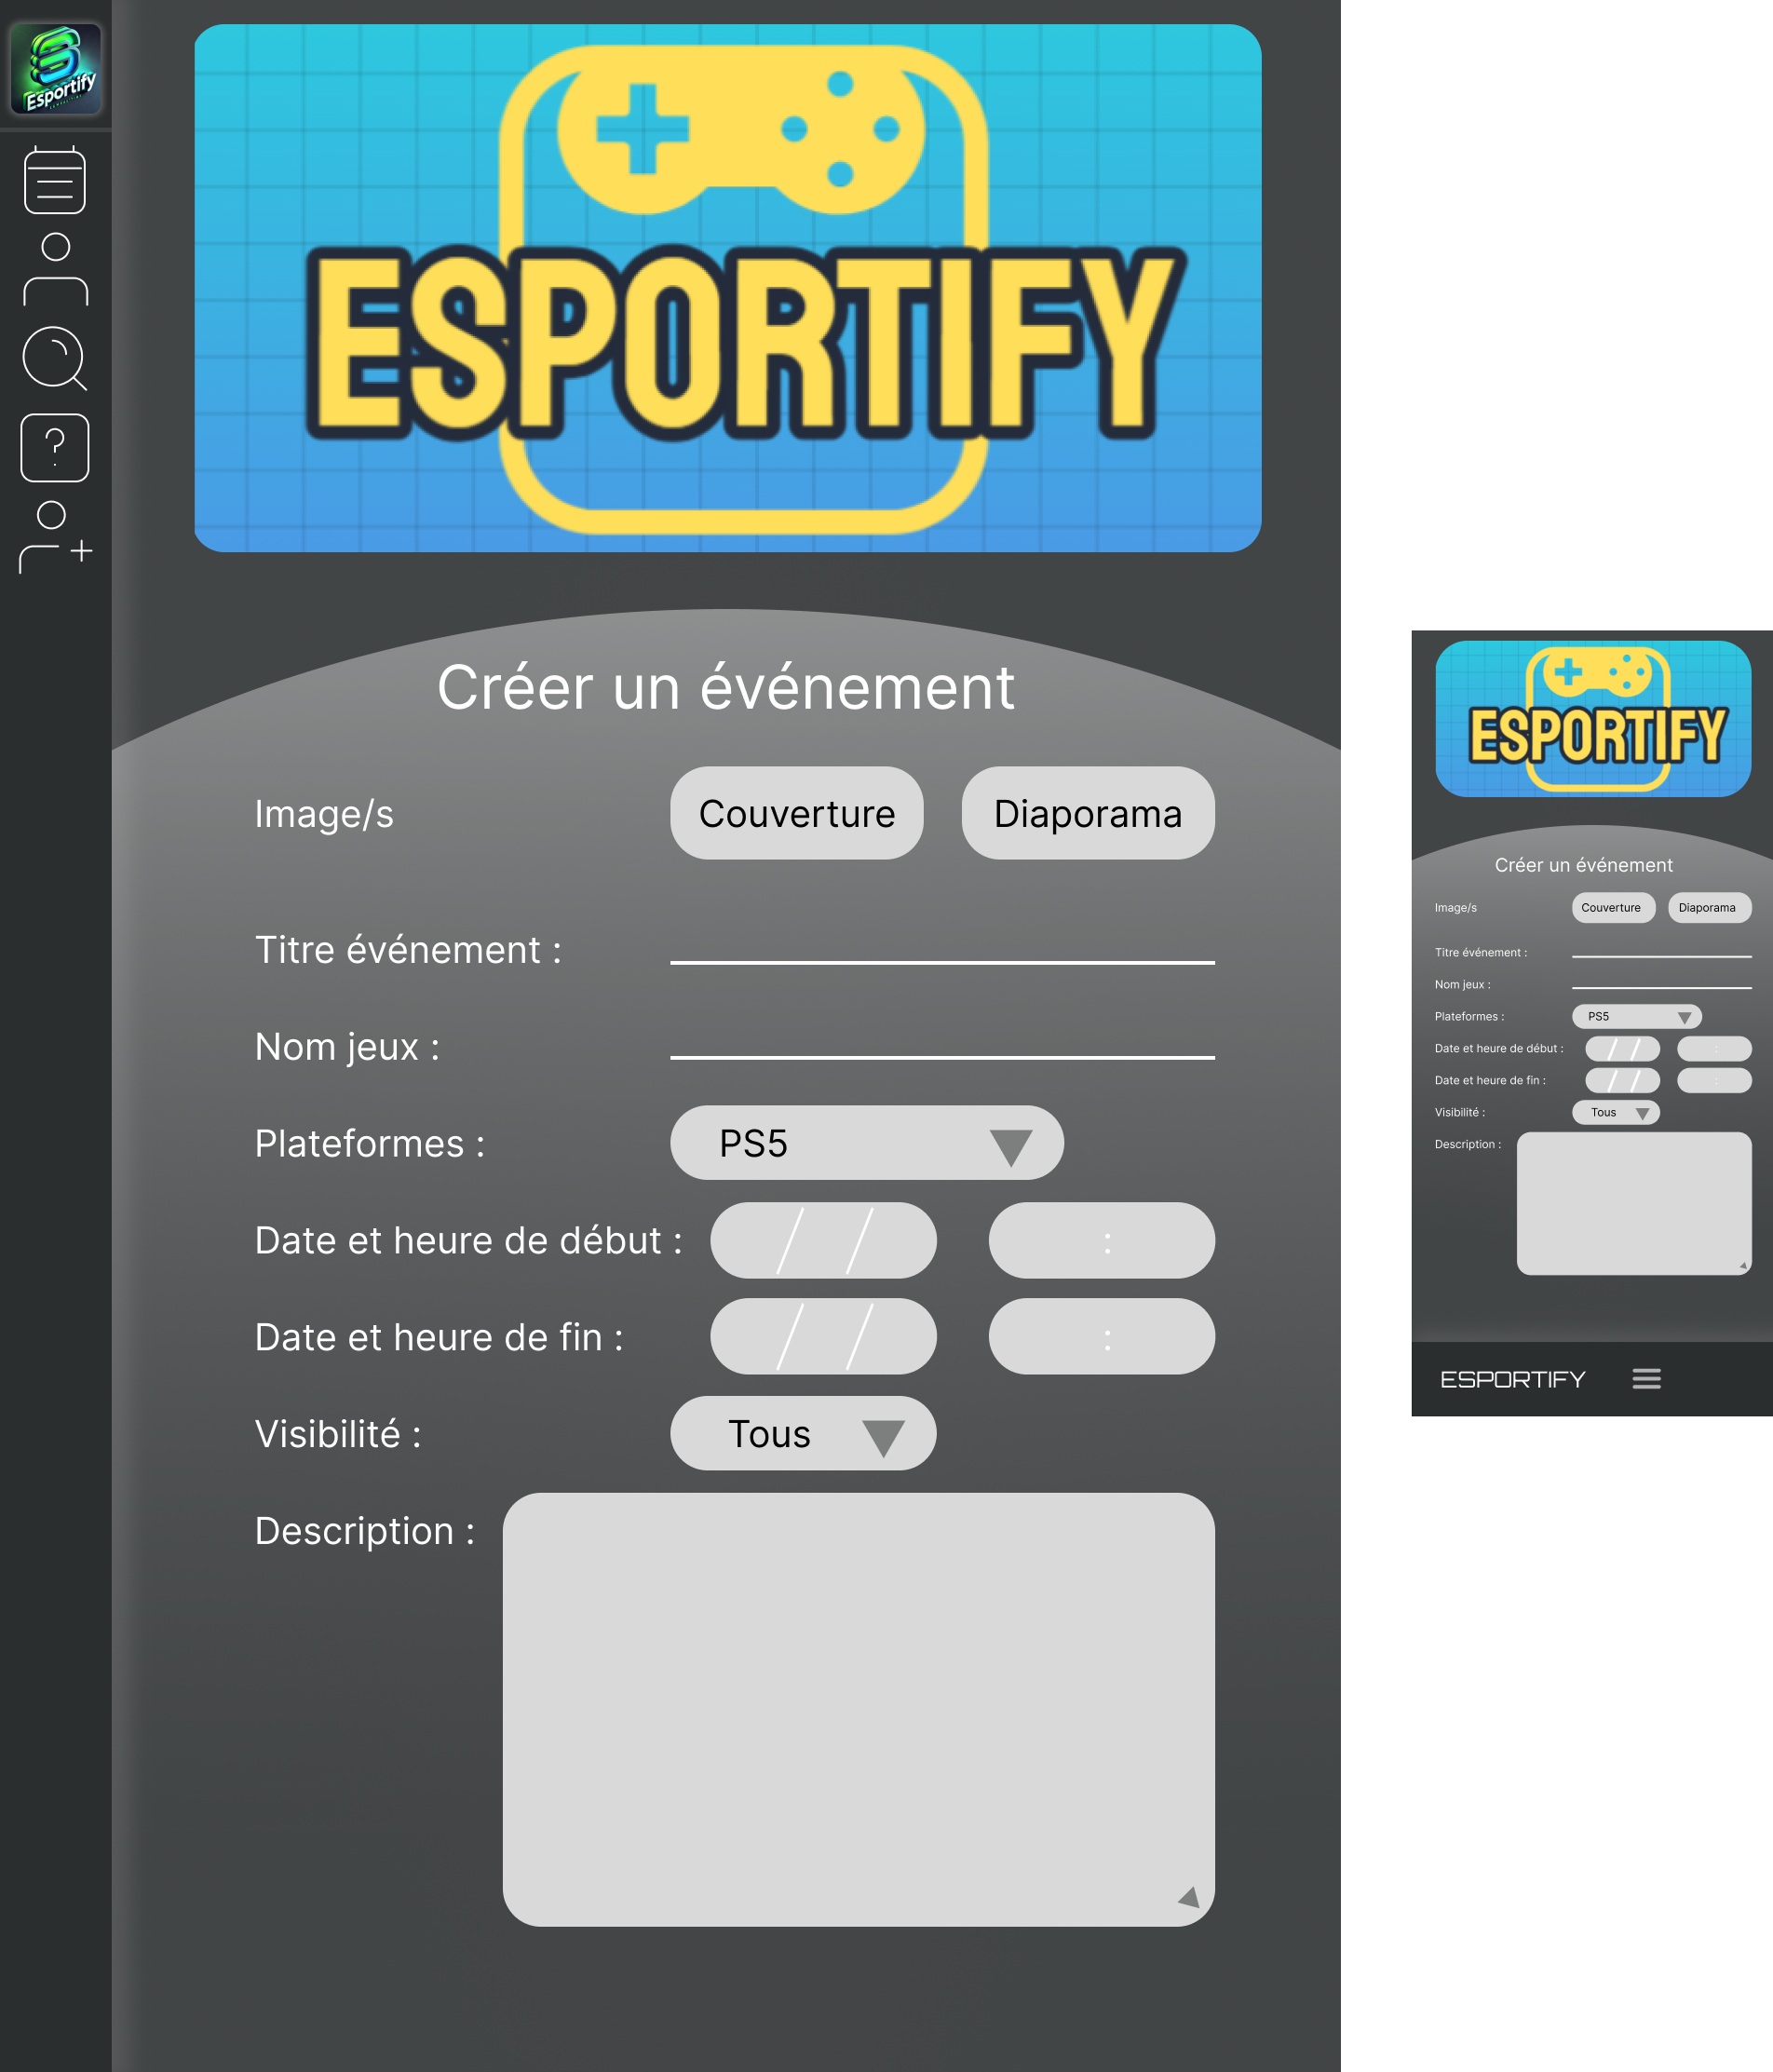 Esportify
ESPORTIFY
Créer un événement
Image/s
Couverture
Diaporama
Titre événement :
Nom jeux :
Plateformes :
PS5
Date et heure de début :
/ /
:
Date et heure de fin :
/ /
:
Visibilité :
Tous
Description :
ESPORTIFY
Créer un événement
Image/s
Couverture
Diaporama
Titre événement :
Nom jeux :
Plateformes :
PS5
Date et heure de début :
/ /
:
Date et heure de fin :
/ /
:
Visibilité :
Tous
Description :
ESPORTIFY